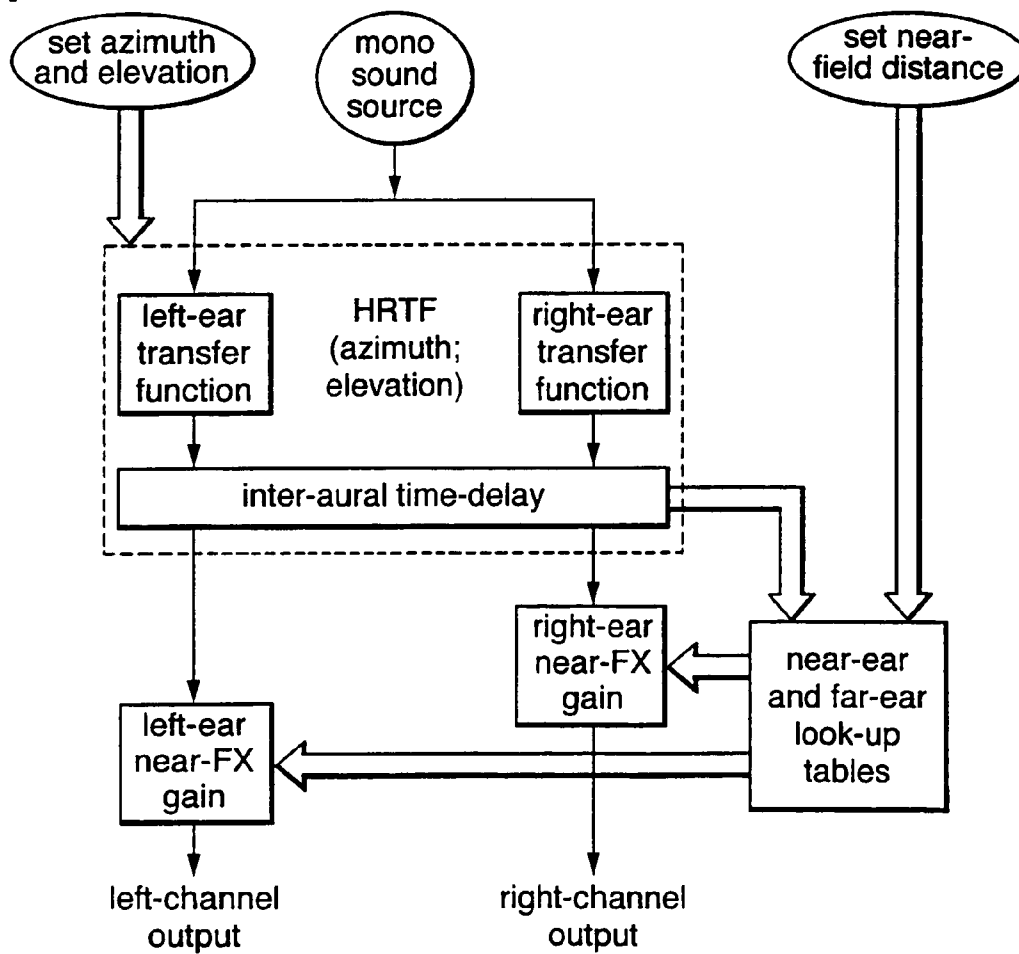 set azimuth
and elevation
mono
sound
source
set near-
field distance
left-ear
transfer
function
HRTF
(azimuth;
elevation)
right-ear
transfer
function
inter-aural time-delay
right-ear
near-FX
gain
near-ear
and far-ear
look-up
tables
left-ear
near-FX
gain
left-channel
output
right-channel
output